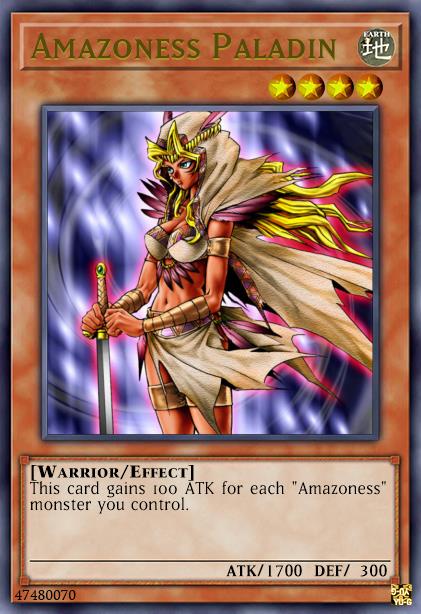 AMAZONESS PALADIN
EARTH
地
[WARRIOR/EFFECT]
This card gains 100 ATK for each "Amazoness"
monster you control.
ATK/1700 DEF/ 300
47480070